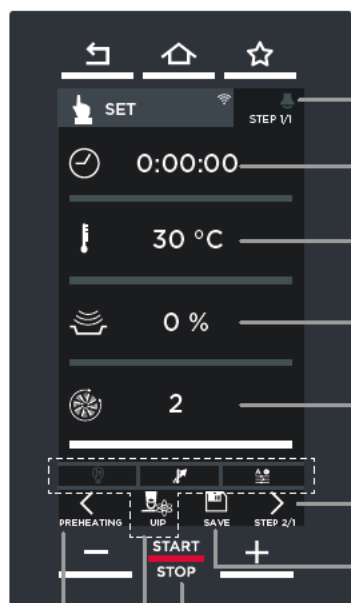 SET
STEP 1/1
0:00:00
30 °C
0 %
2
PREHEATING UIP SAVE STEP 2/1
START
STOP